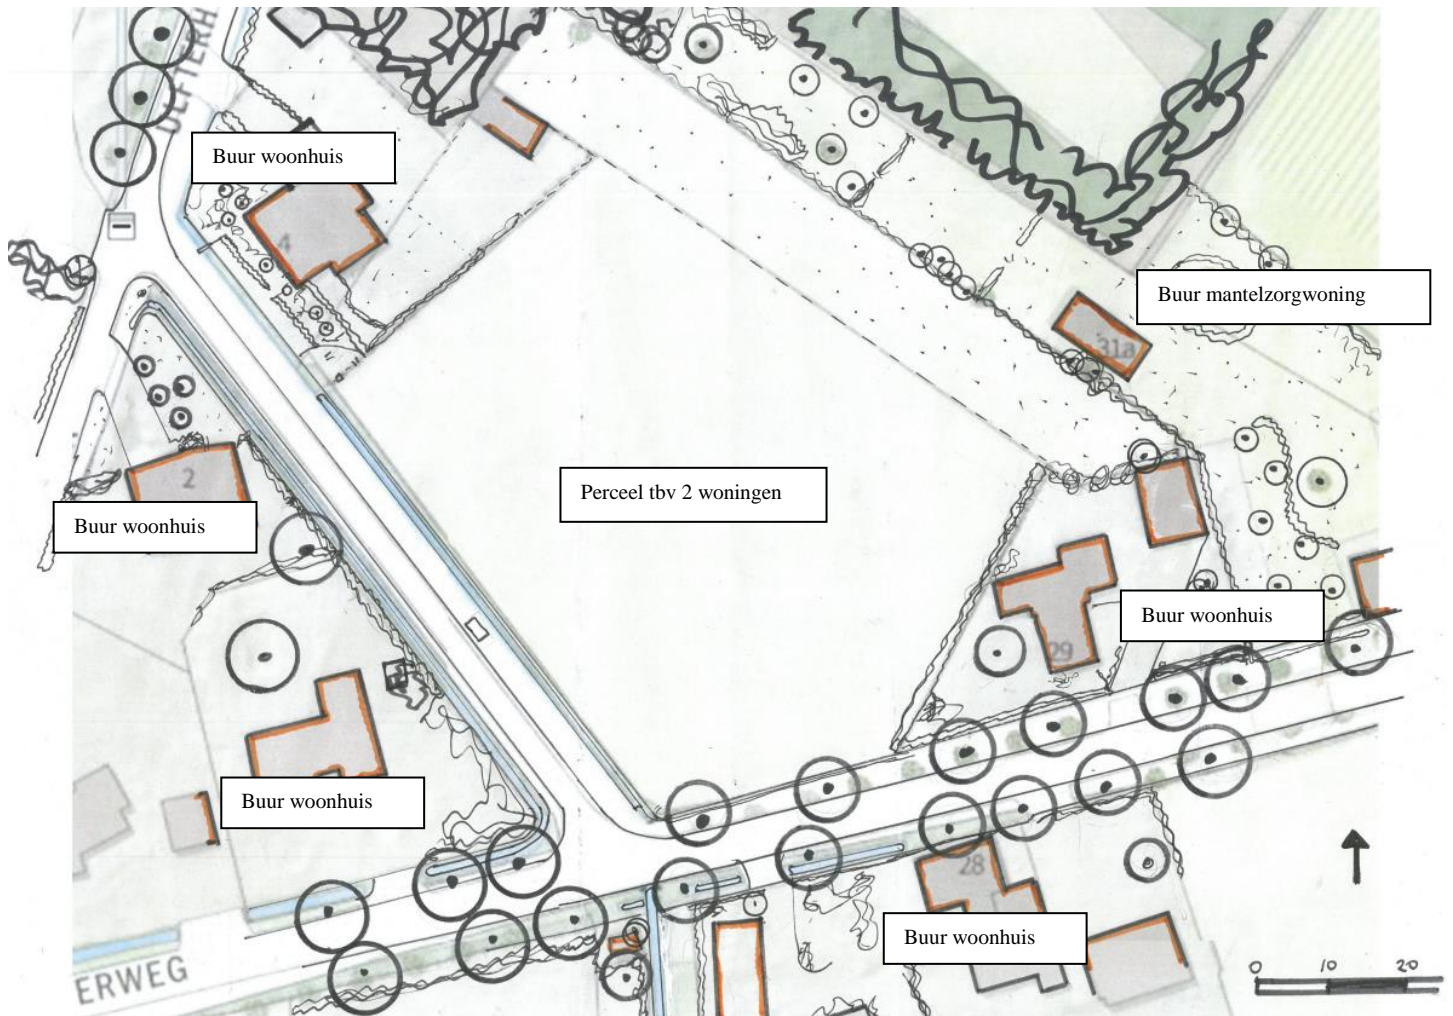 Buur woonhuis
4
Buur mantelzorgwoning
31a
2
Buur woonhuis
Perceel tbv 2 woningen
Buur woonhuis
29
Buur woonhuis
28
Buur woonhuis
ERWEG
0 10 20